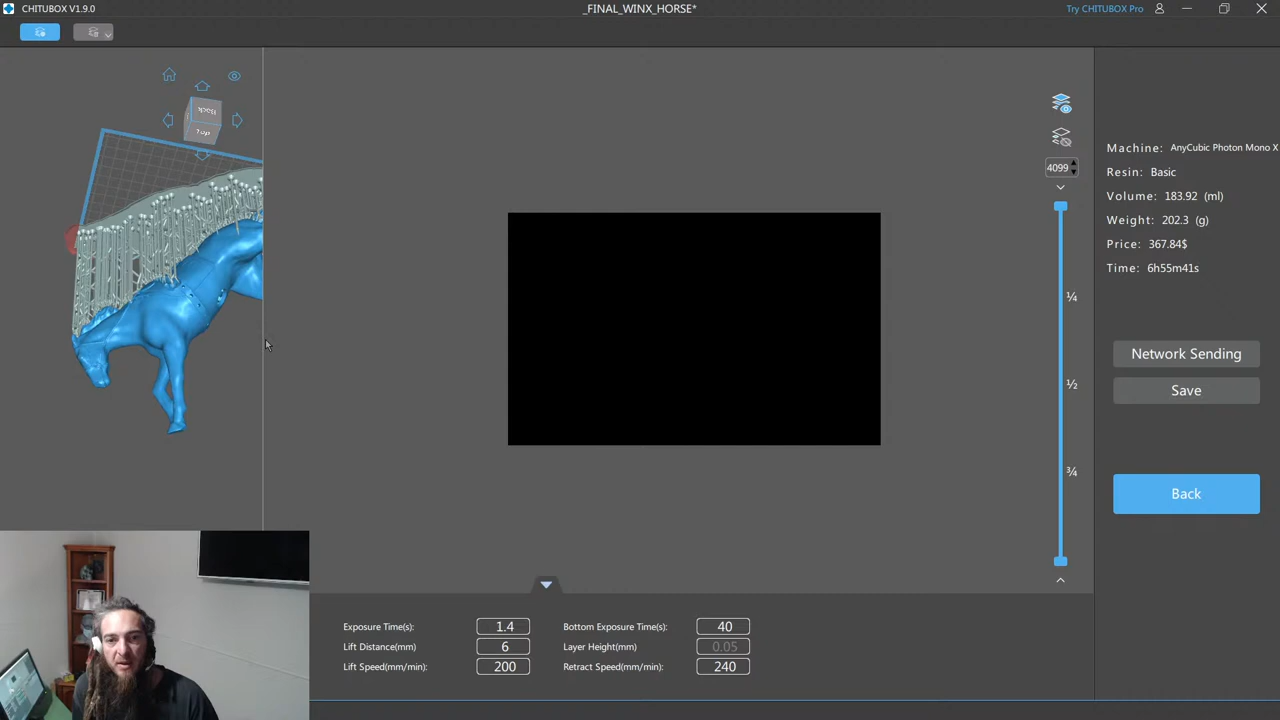 CHITUBOX V1.9.0
_FINAL_WINX_HORSE*
Try CHITUBOX Pro
Back
4099
¼
½
¾
Machine: AnyCubic Photon Mono X
Resin: Basic
Volume: 183.92 (ml)
Weight: 202.3 (g)
Price: 367.84$
Time: 6h55m41s
Network Sending
Save
Back
Exposure Time(s): 1.4
Bottom Exposure Time(s): 40
Lift Distance(mm) 6
Layer Height(mm) 0.05
Lift Speed(mm/min): 200
Retract Speed(mm/min): 240